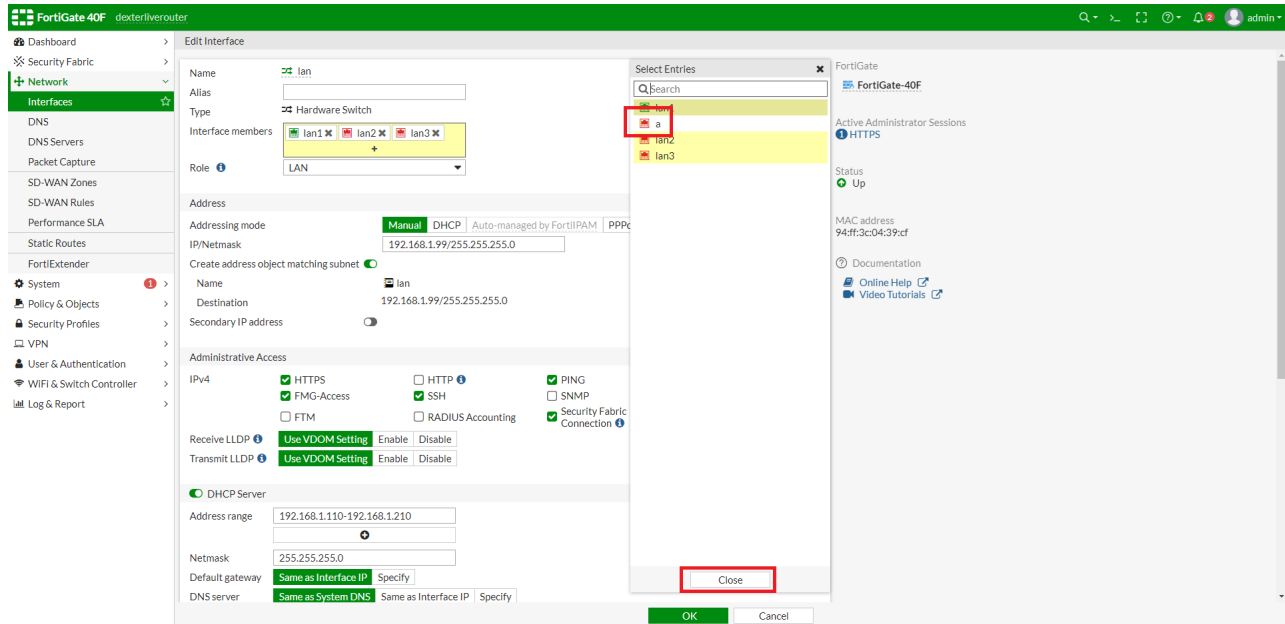 FortiGate 40F dexterliverouter
2 admin
Dashboard
Security Fabric
Network
Interfaces
DNS
DNS Servers
Packet Capture
SD-WAN Zones
SD-WAN Rules
Performance SLA
Static Routes
FortiExtender
System 1
Policy & Objects
Security Profiles
VPN
User & Authentication
WiFi & Switch Controller
Log & Report
Edit Interface
Name lan
Alias
Type Hardware Switch
Interface members lan1 lan2 lan3
+
Role LAN
Address
Addressing mode Manual DHCP Auto-managed by FortiIPAM PPPo
IP/Netmask 192.168.1.99/255.255.255.0
Create address object matching subnet
Name lan
Destination 192.168.1.99/255.255.255.0
Secondary IP address
Administrative Access
IPv4 HTTPS HTTP PING
FMG-Access SSH SNMP
FTM RADIUS Accounting Security Fabric
Connection
Receive LLDP Use VDOM Setting Enable Disable
Transmit LLDP Use VDOM Setting Enable Disable
DHCP Server
Address range 192.168.1.110-192.168.1.210
Netmask 255.255.255.0
Default gateway Same as Interface IP Specify
DNS server Same as System DNS Same as Interface IP Specify
OK Cancel
Select Entries
Search
lan1
a
lan2
lan3
Close
FortiGate
FortiGate-40F
Active Administrator Sessions
1 HTTPS
Status
Up
MAC address
94:ff:3c:04:39:cf
Documentation
Online Help
Video Tutorials